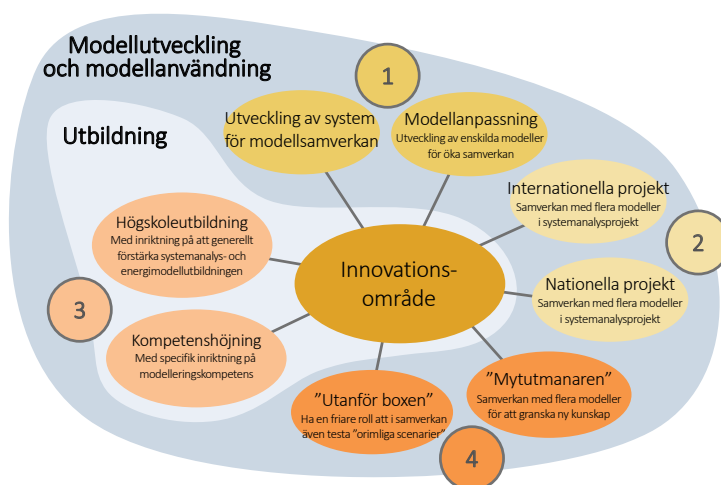 Modellutveckling
och modellanvändning
Utbildning
1
Utveckling av system
för modellsamverkan
Modellanpassning
Utveckling av enskilda modeller
för öka samverkan
Internationella projekt
Samverkan med flera modeller
i systemanalysprojekt
2
Nationella projekt
Samverkan med flera modeller
i systemanalysprojekt
Högskoleutbildning
Med inriktning på att generellt
förstärka systemanalys- och
energimodellutbildningen
3
Kompetenshöjning
Med specifik inriktning på
modelleringskompetens
Innovations-
område
"Utanför boxen"
Ha en friare roll att i samverkan
även testa "orimliga scenarier"
"Mytutmanaren"
Samverkan med flera modeller
för att granska ny kunskap
4